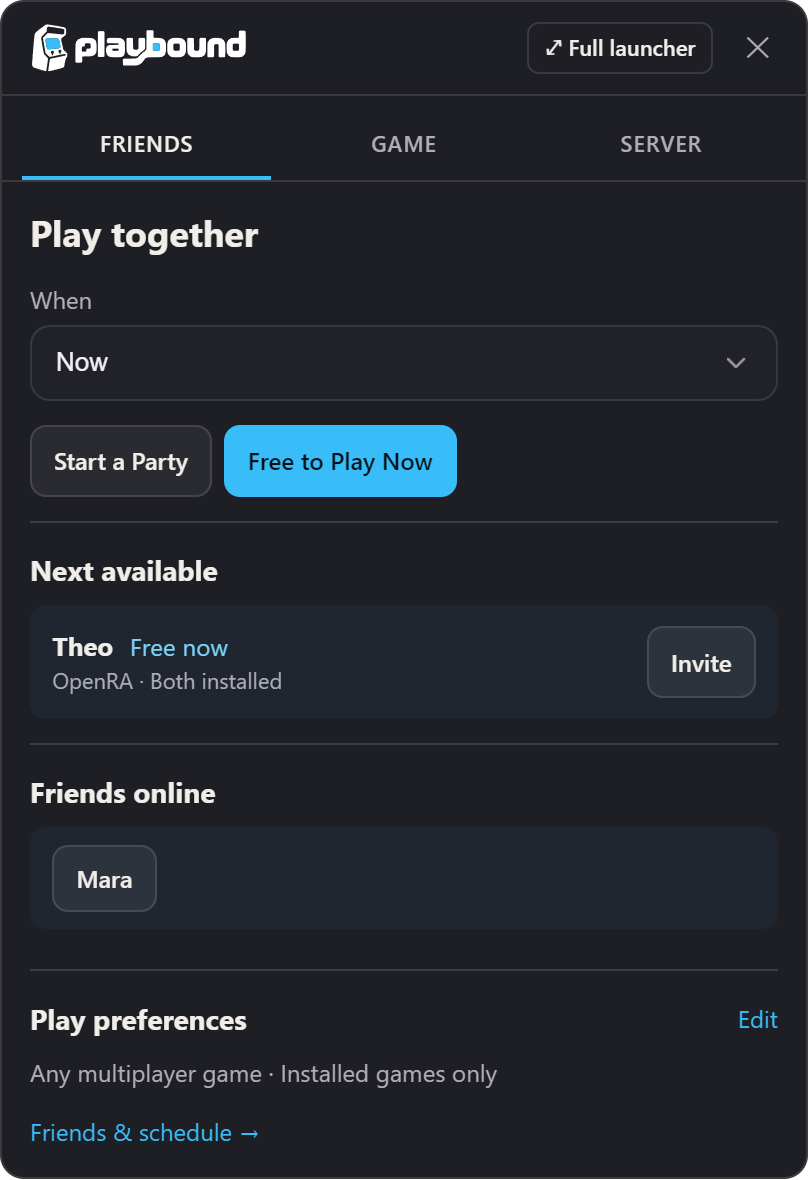 playbound
⤢ Full launcher
FRIENDS
GAME
SERVER
Play together
When
Now
Start a Party
Free to Play Now
Next available
Theo Free now
OpenRA · Both installed
Invite
Friends online
Mara
Play preferences
Edit
Any multiplayer game · Installed games only
Friends & schedule →